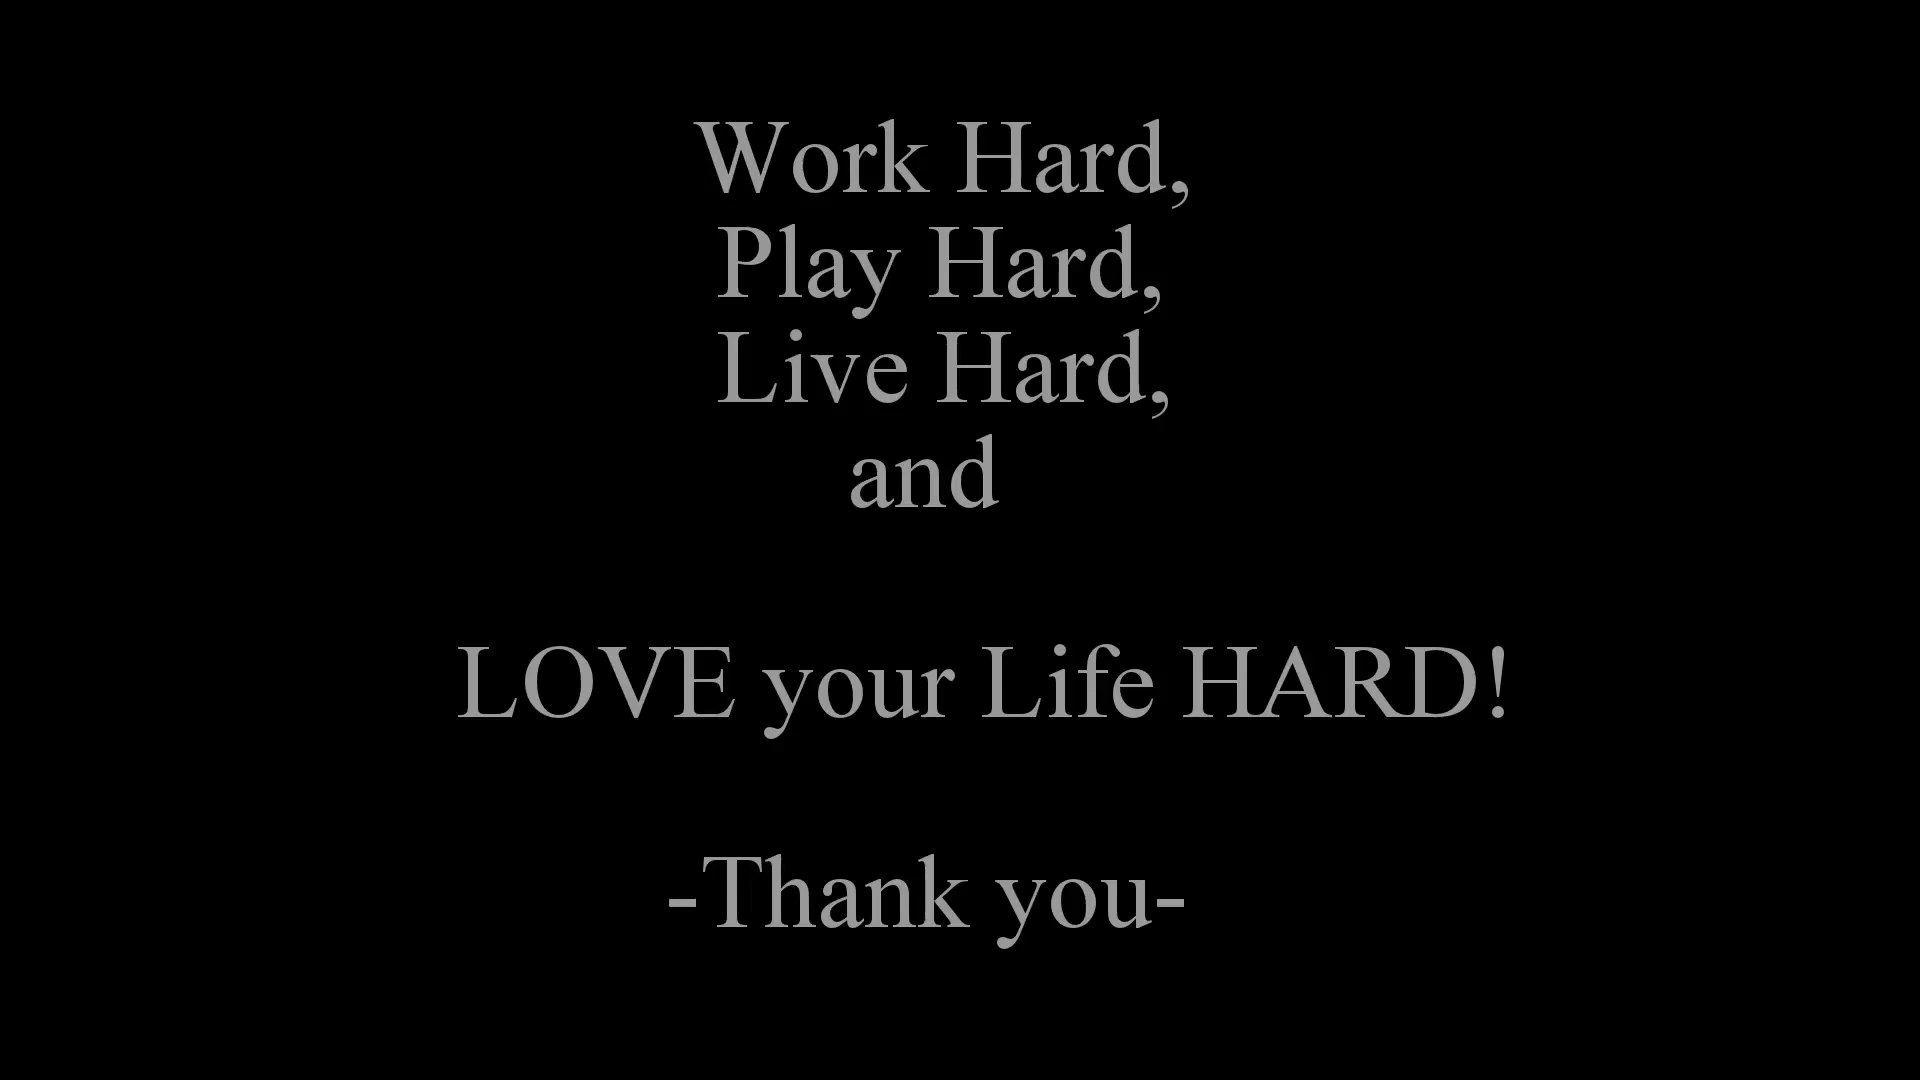 Work Hard,
Play Hard,
Live Hard,
and
LOVE your Life HARD!
-Thank you-